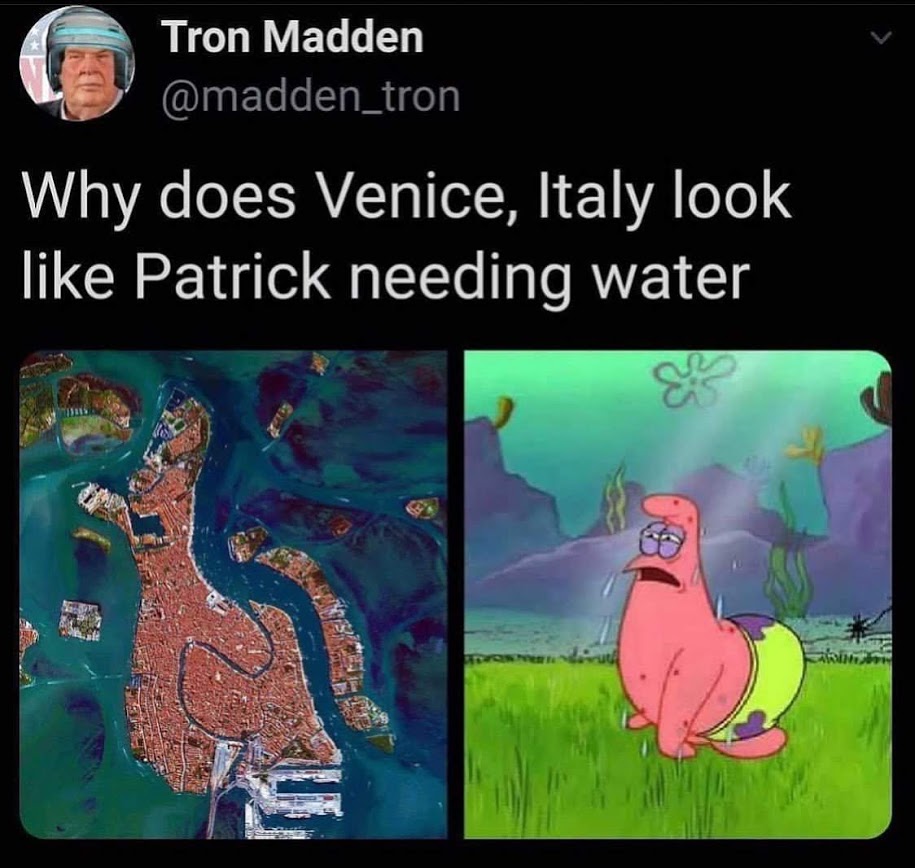 Tron Madden
@madden_tron
Why does Venice, Italy look
like Patrick needing water